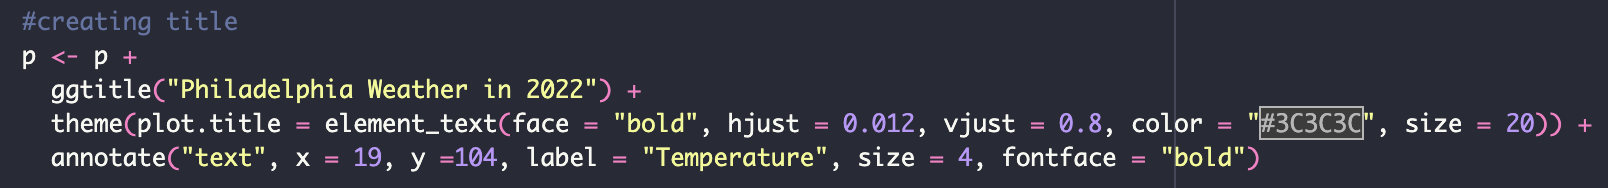 #creating title
p <- p +
  ggtitle("Philadelphia Weather in 2022") +
  theme(plot.title = element_text(face = "bold", hjust = 0.012, vjust = 0.8, color = "#3C3C3C", size = 20)) +
  annotate("text", x = 19, y =104, label = "Temperature", size = 4, fontface = "bold")